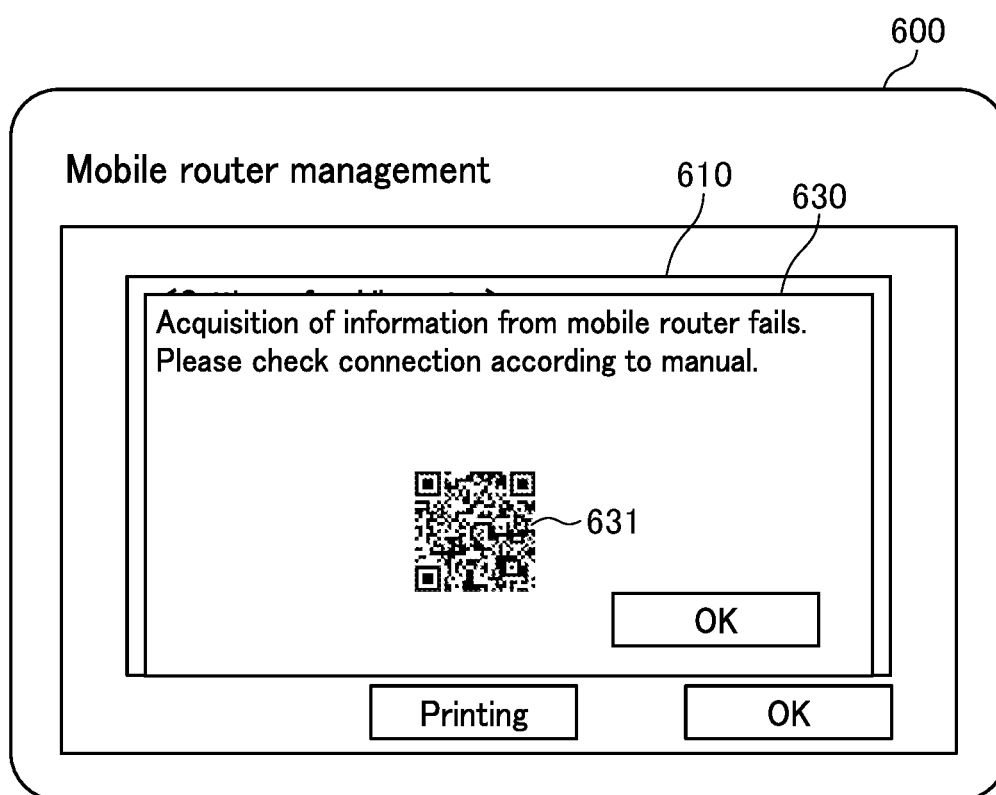 600
Mobile router management
610
630
Acquisition of information from mobile router fails.
Please check connection according to manual.
631
OK
Printing
OK